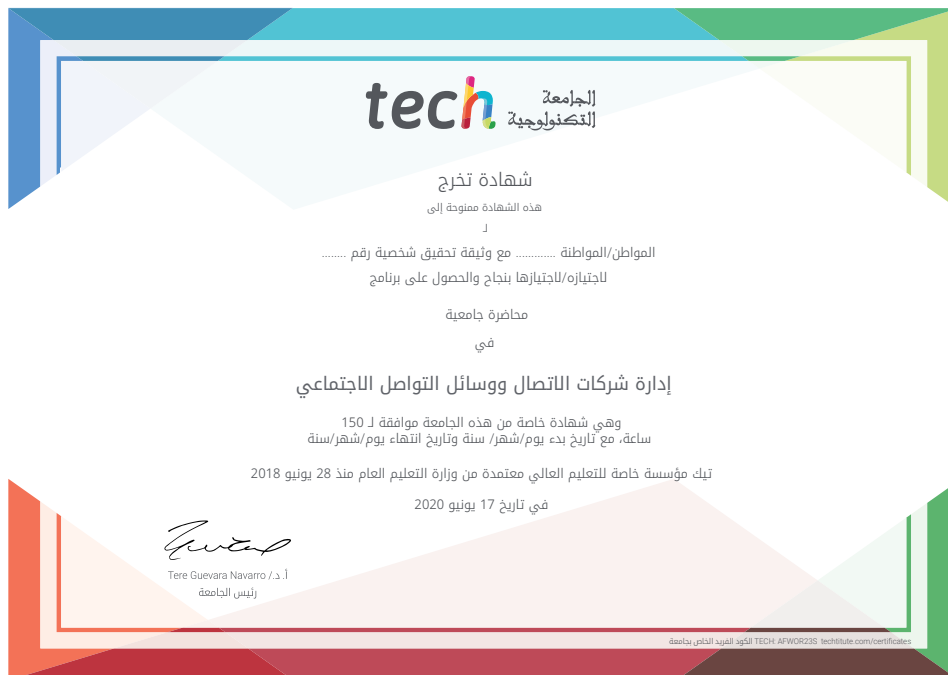 tech الجامعة
التكنولوجية
شهادة تخرج
هذه الشهادة ممنوحة إلى
لـ
المواطن/المواطنة ............. مع وثيقة تحقيق شخصية رقم ........
لاجتيازه/لاجتيازها بنجاح والحصول على برنامج
محاضرة جامعية
في
إدارة شركات الاتصال ووسائل التواصل الاجتماعي
وهي شهادة خاصة من هذه الجامعة موافقة لـ 150
ساعة، مع تاريخ بدء يوم/شهر/ سنة وتاريخ انتهاء يوم/شهر/سنة
تيك مؤسسة خاصة للتعليم العالي معتمدة من وزارة التعليم العام منذ 28 يونيو 2018
في تاريخ 17 يونيو 2020
أ. د./ Tere Guevara Navarro
رئيس الجامعة
الكود الفريد الخاص بجامعة TECH: AFWOR23S techtitute.com/certificates